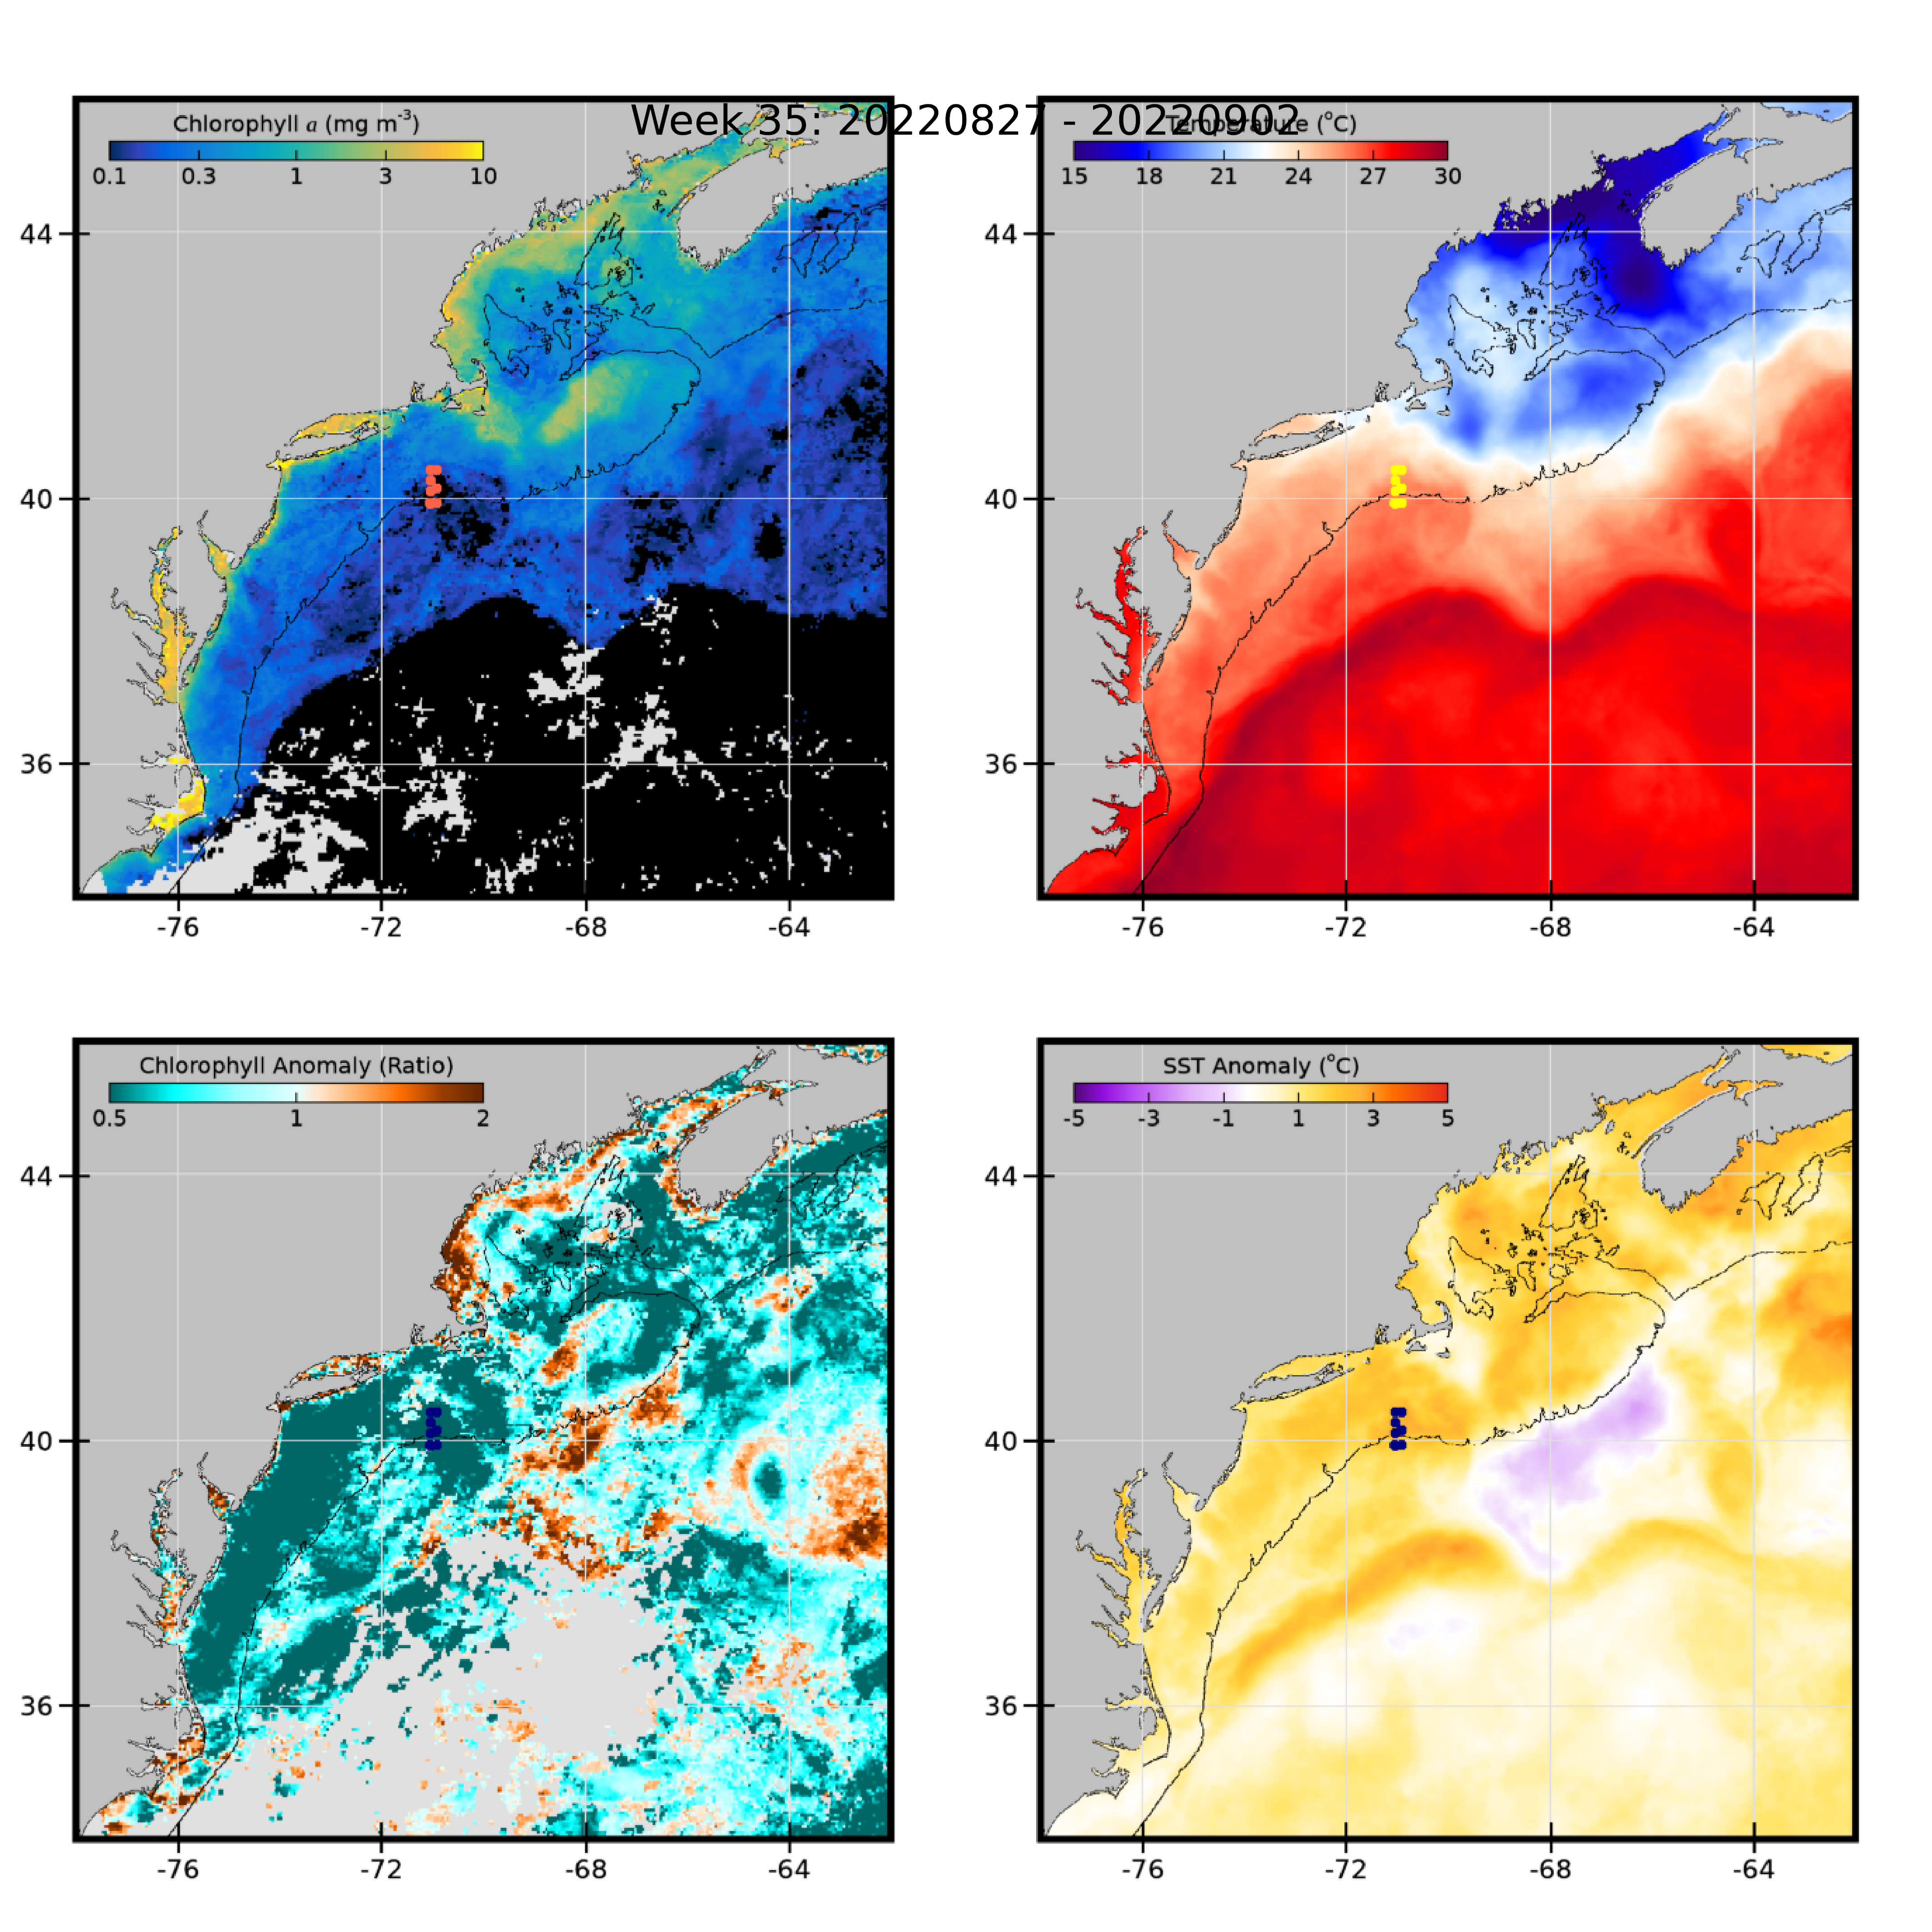 Week 35: 20220827 - 20220902
Chlorophyll a (mg m-3)
0.1 0.3 1 3 10
44
40
36
-76 -72 -68 -64
Temperature (°C)
15 18 21 24 27 30
44
40
36
-76 -72 -68 -64
Chlorophyll Anomaly (Ratio)
0.5 1 2
44
40
36
-76 -72 -68 -64
SST Anomaly (°C)
-5 -3 -1 1 3 5
44
40
36
-76 -72 -68 -64